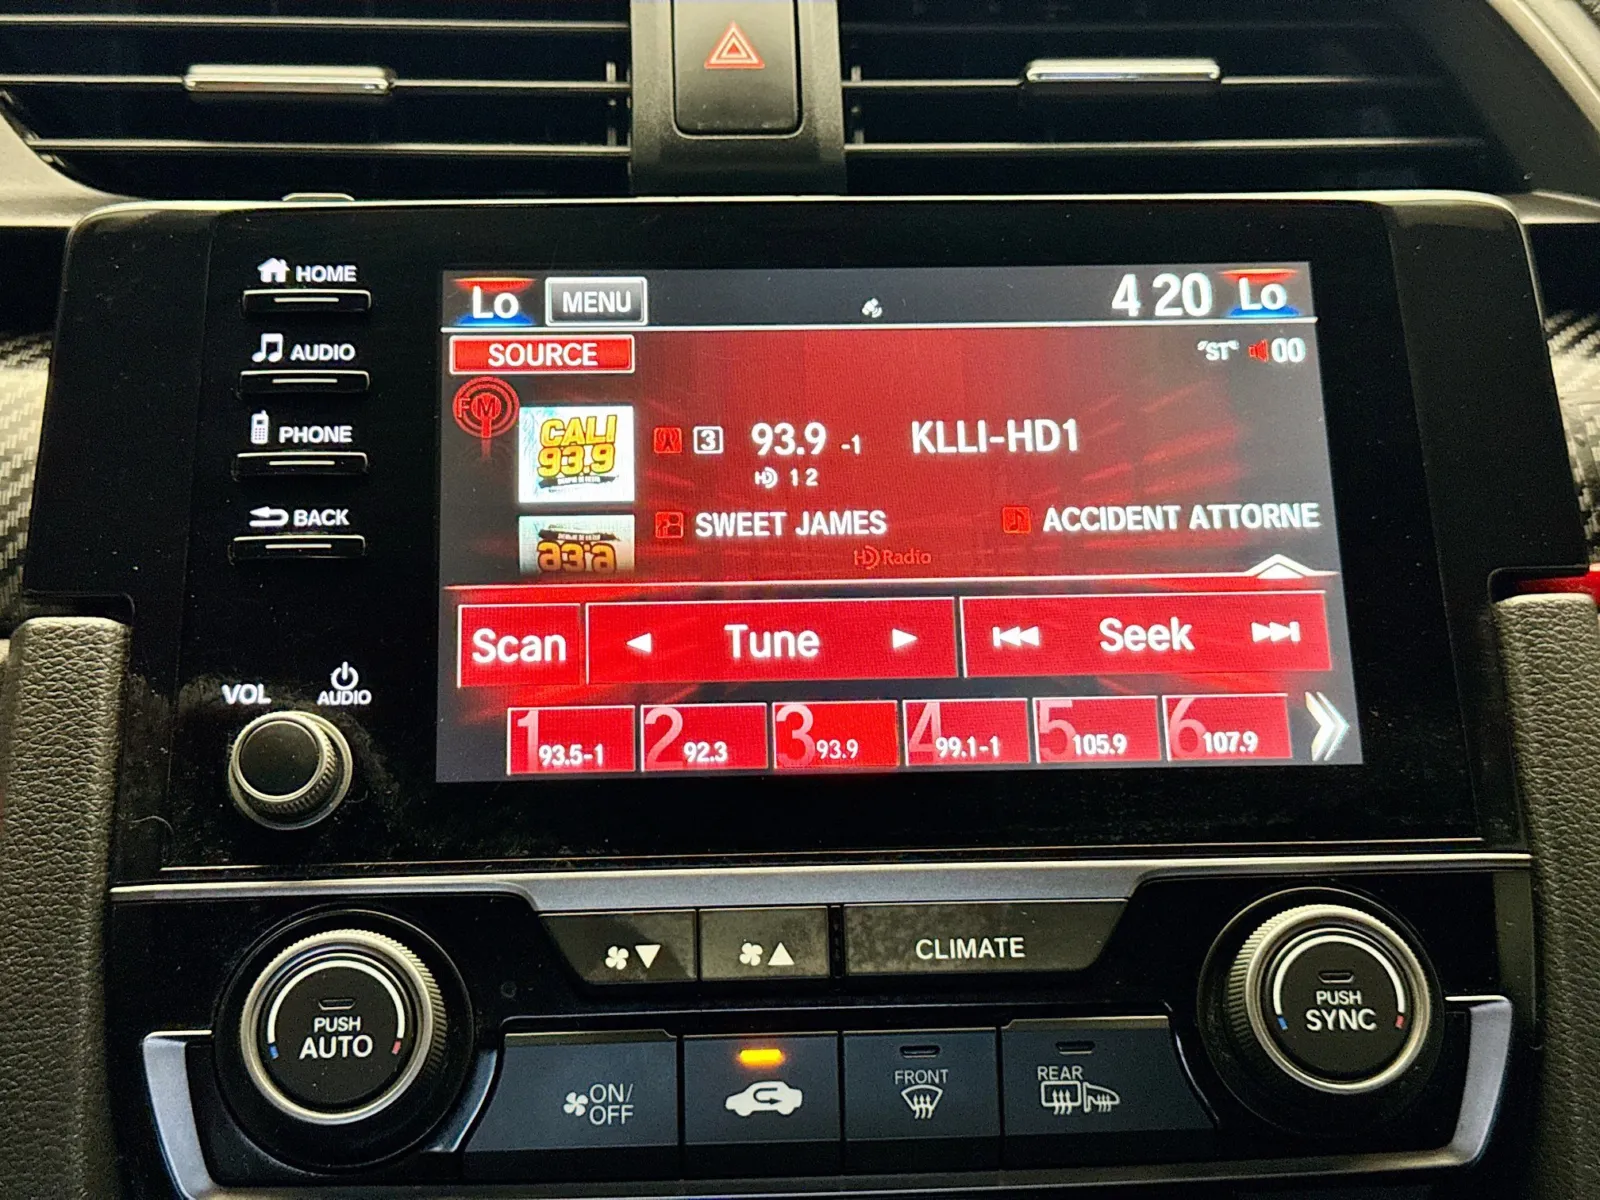 HOME
AUDIO
PHONE
BACK
VOL
AUDIO
Lo MENU 4 20 Lo
SOURCE "ST" 00
FM
CALI
93.9
3 93.9 -1 KLLI-HD1
HD 1 2
SWEET JAMES ACCIDENT ATTORNE
93.9
HD Radio
Scan Tune Seek
1 93.5-1 2 92.3 3 93.9 4 99.1-1 5 105.9 6 107.9
CLIMATE
PUSH
AUTO
PUSH
SYNC
ON/
OFF
FRONT
REAR